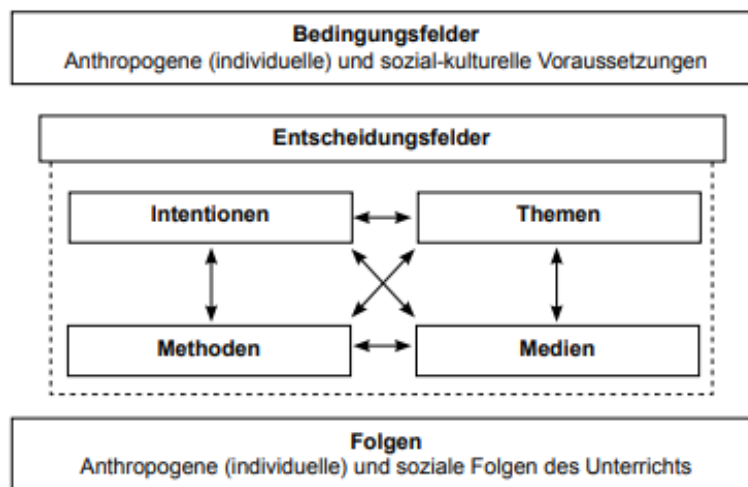 Bedingungsfelder
Anthropogene (individuelle) und sozial-kulturelle Voraussetzungen
Entscheidungsfelder
Intentionen
Themen
Methoden
Medien
Folgen
Anthropogene (individuelle) und soziale Folgen des Unterrichts